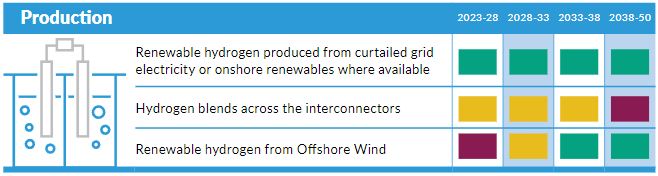 Production 2023-28 2028-33 2033-38 2038-50
Renewable hydrogen produced from curtailed grid
electricity or onshore renewables where available
Hydrogen blends across the interconnectors
Renewable hydrogen from Offshore Wind